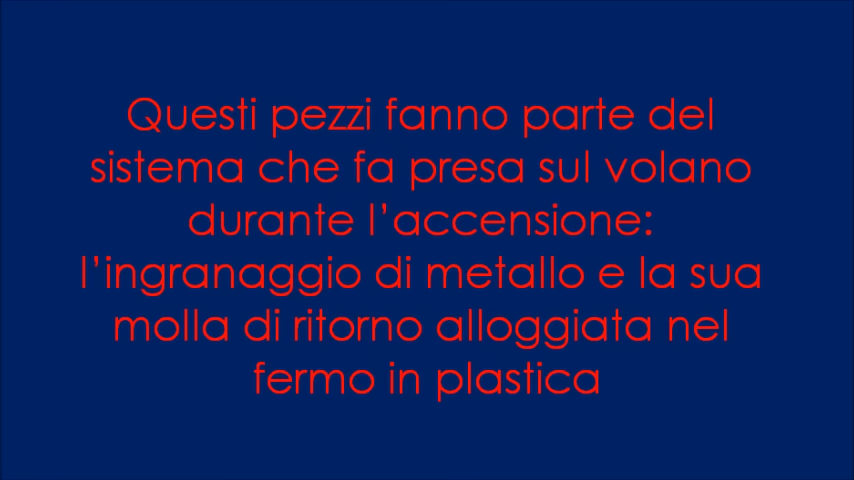 Questi pezzi fanno parte del
sistema che fa presa sul volano
durante l’accensione:
l’ingranaggio di metallo e la sua
molla di ritorno alloggiata nel
fermo in plastica